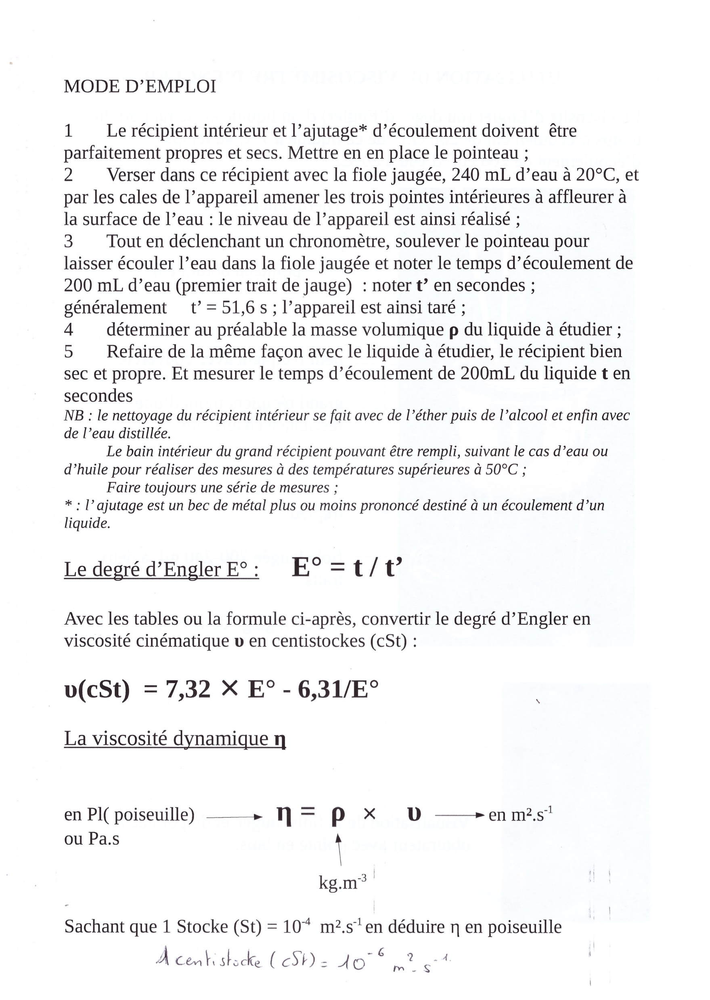 MODE D’EMPLOI
1 Le récipient intérieur et l’ajutage* d’écoulement doivent être
parfaitement propres et secs. Mettre en en place le pointeau ;
2 Verser dans ce récipient avec la fiole jaugée, 240 mL d’eau à 20°C, et
par les cales de l’appareil amener les trois pointes intérieures à affleurer à
la surface de l’eau : le niveau de l’appareil est ainsi réalisé ;
3 Tout en déclenchant un chronomètre, soulever le pointeau pour
laisser écouler l’eau dans la fiole jaugée et noter le temps d’écoulement de
200 mL d’eau (premier trait de jauge) : noter t’ en secondes ;
généralement t’ = 51,6 s ; l’appareil est ainsi taré ;
4 déterminer au préalable la masse volumique ρ du liquide à étudier ;
5 Refaire de la même façon avec le liquide à étudier, le récipient bien
sec et propre. Et mesurer le temps d’écoulement de 200mL du liquide t en
secondes
NB : le nettoyage du récipient intérieur se fait avec de l’éther puis de l’alcool et enfin avec
de l’eau distillée.
Le bain intérieur du grand récipient pouvant être rempli, suivant le cas d’eau ou
d’huile pour réaliser des mesures à des températures supérieures à 50°C ;
Faire toujours une série de mesures ;
* : l’ ajutage est un bec de métal plus ou moins prononcé destiné à un écoulement d’un
liquide.
Le degré d’Engler E° : E° = t / t’
Avec les tables ou la formule ci-après, convertir le degré d’Engler en
viscosité cinématique υ en centistockes (cSt) :
υ(cSt) = 7,32 × E° - 6,31/E°
La viscosité dynamique η
en Pl( poiseuille) → η = ρ × υ → en m².s⁻¹
ou Pa.s
kg.m⁻³
Sachant que 1 Stocke (St) = 10⁻⁴ m².s⁻¹ en déduire η en poiseuille
1 centistocke (cSt) = 10⁻⁶ m².s⁻¹.